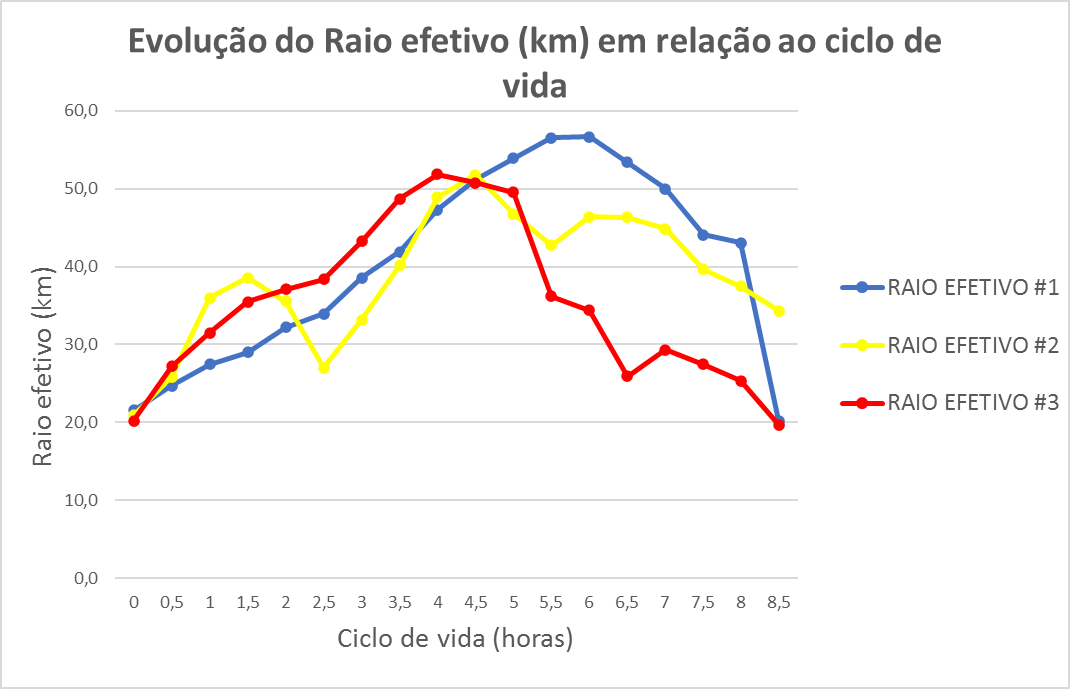 Evolução do Raio efetivo (km) em relação ao ciclo de
vida
60,0
50,0
40,0
30,0
20,0
10,0
0,0
Raio efetivo (km)
0 0,5 1 1,5 2 2,5 3 3,5 4 4,5 5 5,5 6 6,5 7 7,5 8 8,5
Ciclo de vida (horas)
RAIO EFETIVO #1
RAIO EFETIVO #2
RAIO EFETIVO #3